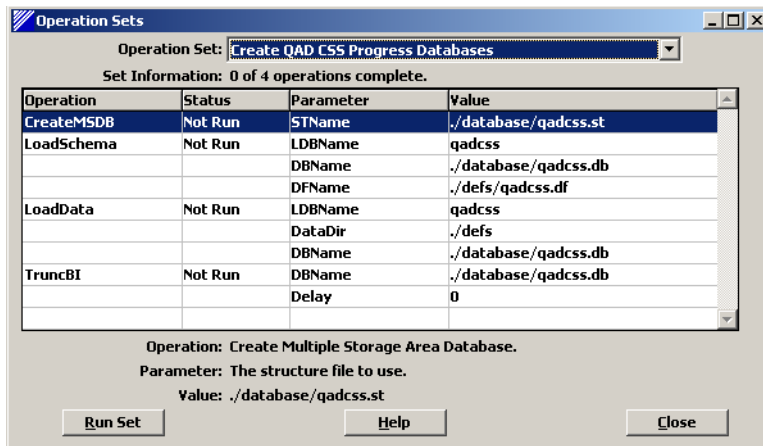 Operation Sets
Operation Set: Create QAD CSS Progress Databases
Set Information: 0 of 4 operations complete.
Operation Status Parameter Value
CreateMSDB Not Run STName ./database/qadcss.st
LoadSchema Not Run LDBName qadcss
DBName ./database/qadcss.db
DFName ./defs/qadcss.df
LoadData Not Run LDBName qadcss
DataDir ./defs
DBName ./database/qadcss.db
TruncBI Not Run DBName ./database/qadcss.db
Delay 0
Operation: Create Multiple Storage Area Database.
Parameter: The structure file to use.
Value: ./database/qadcss.st
Run Set Help Close